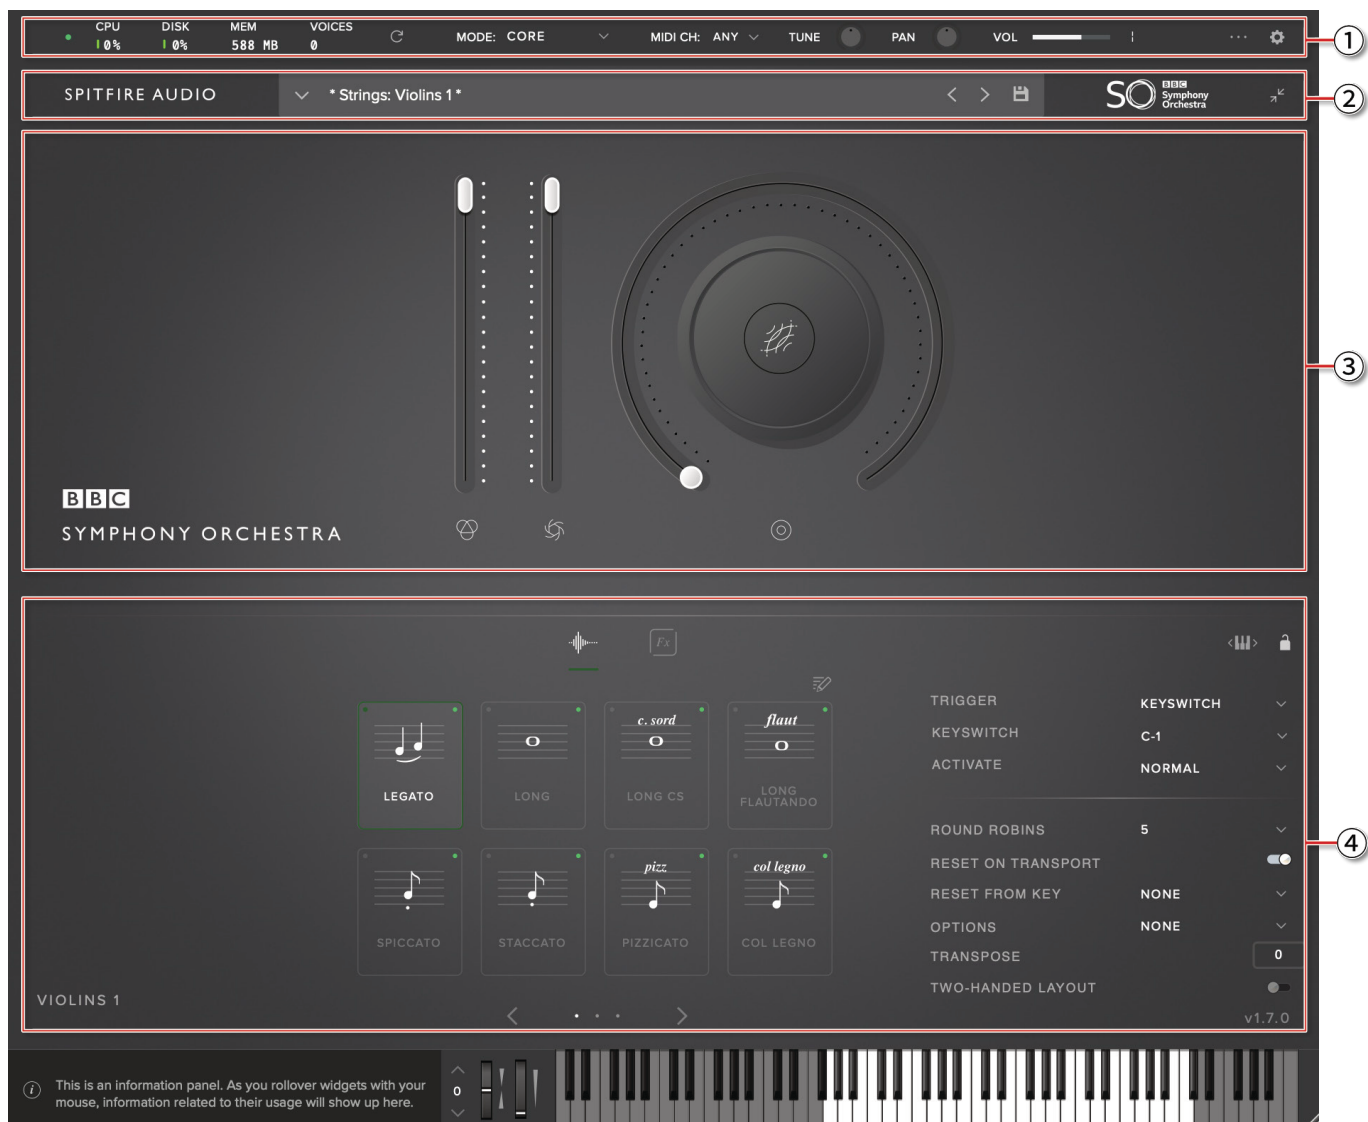 CPU DISK MEM VOICES
0% 0% 588 MB 0
MODE: CORE MIDI CH: ANY TUNE PAN VOL
1
SPITFIRE AUDIO * Strings: Violins 1 * SO BBC Symphony Orchestra
2
3
BBC
SYMPHONY ORCHESTRA
Fx
LEGATO
LONG
c. sord
LONG CS
flaut
LONG
FLAUTANDO
SPICCATO
STACCATO
pizz
PIZZICATO
col legno
COL LEGNO
TRIGGER KEYSWITCH
KEYSWITCH C-1
ACTIVATE NORMAL
ROUND ROBINS 5
RESET ON TRANSPORT
RESET FROM KEY NONE
OPTIONS NONE
TRANSPOSE 0
TWO-HANDED LAYOUT
4
VIOLINS 1
v1.7.0
i
This is an information panel. As you rollover widgets with your
mouse, information related to their usage will show up here.
0